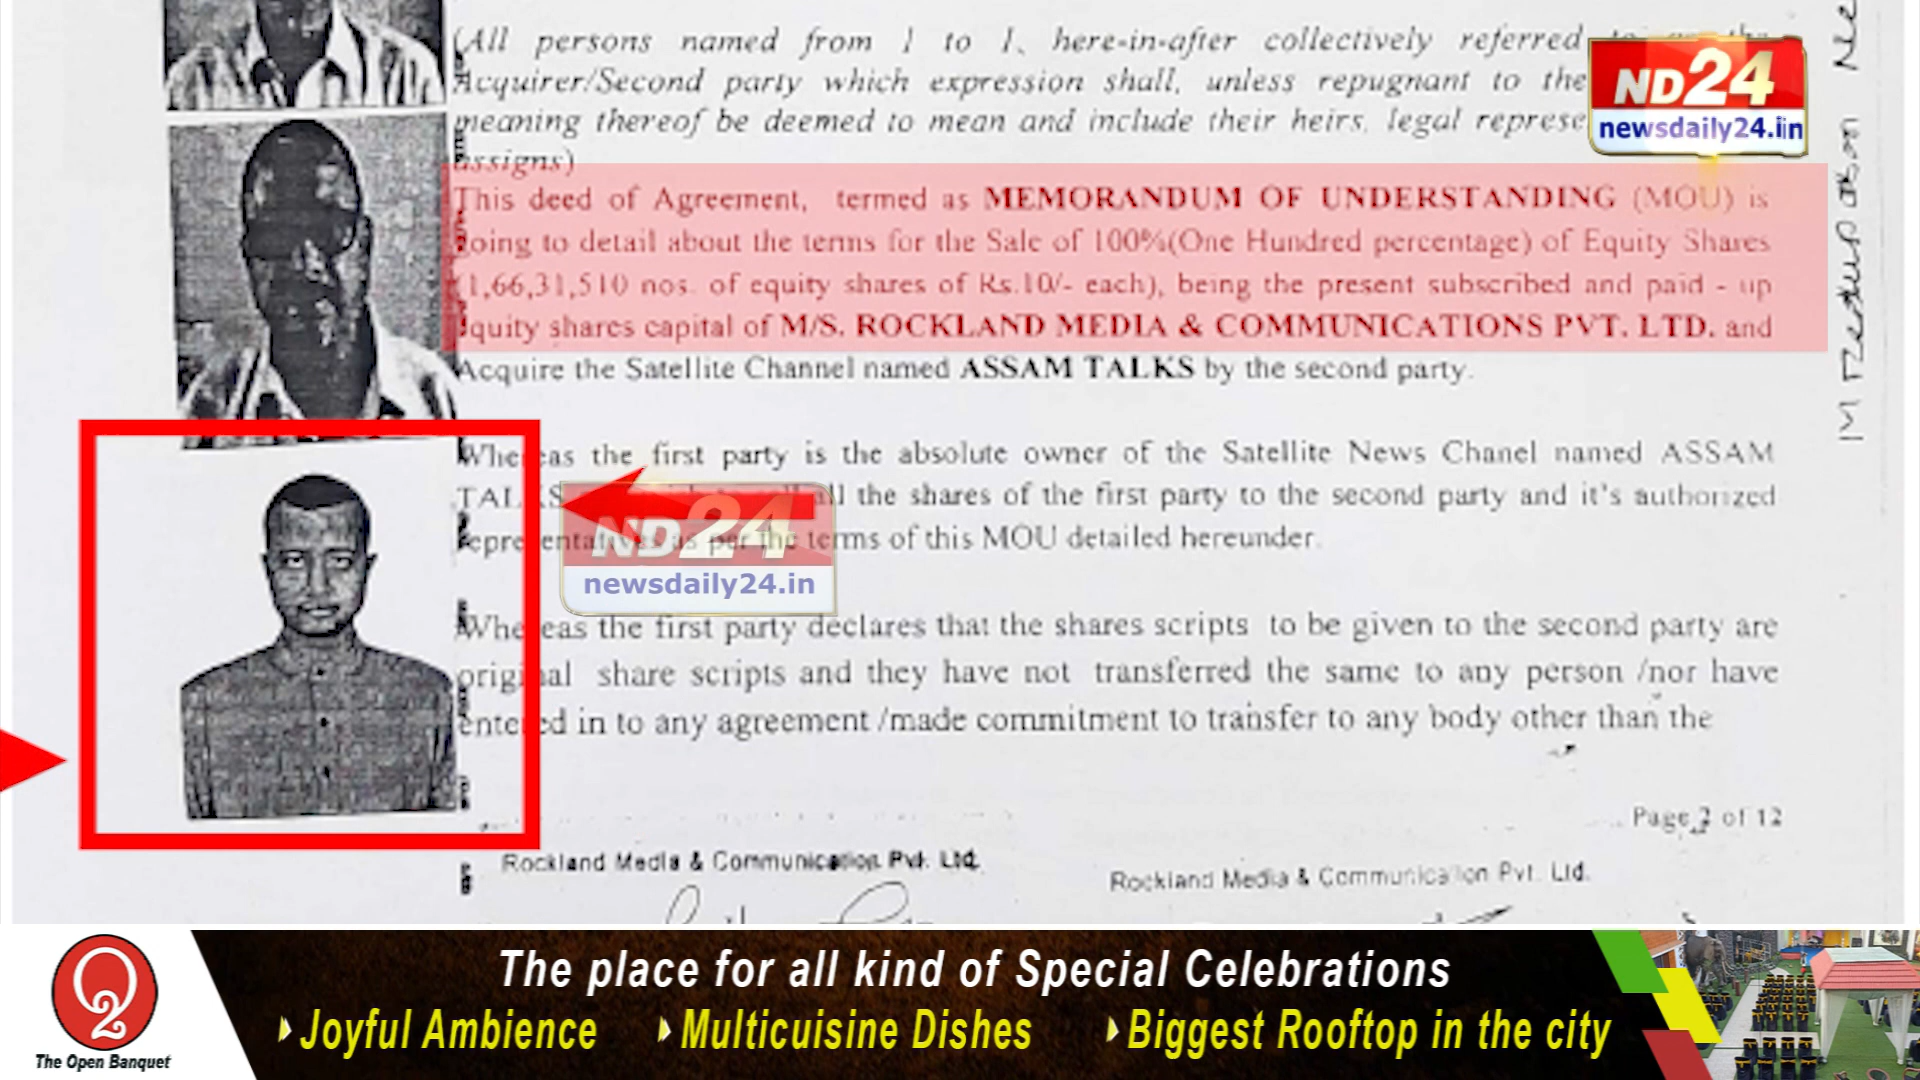 (All persons named from 1 to 1, here-in-after collectively referred to as the
Acquirer/Second party which expression shall, unless repugnant to the
meaning thereof be deemed to mean and include their heirs, legal represe
assigns)
This deed of Agreement, termed as MEMORANDUM OF UNDERSTANDING (MOU) is
going to detail about the terms for the Sale of 100%(One Hundred percentage) of Equity Shares
(1,66,31,510 nos. of equity shares of Rs.10/- each), being the present subscribed and paid - up
equity shares capital of M/S. ROCKLAND MEDIA & COMMUNICATIONS PVT. LTD. and
Acquire the Satellite Channel named ASSAM TALKS by the second party.
Whereas the first party is the absolute owner of the Satellite News Chanel named ASSAM
TALKS all the shares of the first party to the second party and it's authorized
representatives as per the terms of this MOU detailed hereunder.
Whereas the first party declares that the shares scripts to be given to the second party are
original share scripts and they have not transferred the same to any person /nor have
entered in to any agreement /made commitment to transfer to any body other than the
Page 2 of 12
Rockland Media & Communication Pvt. Ltd.
Rockland Media & Communication Pvt. Ltd.
ND24
newsdaily24.in
ND24
newsdaily24.in
O2
The Open Banquet
The place for all kind of Special Celebrations
Joyful Ambience
Multicuisine Dishes
Biggest Rooftop in the city